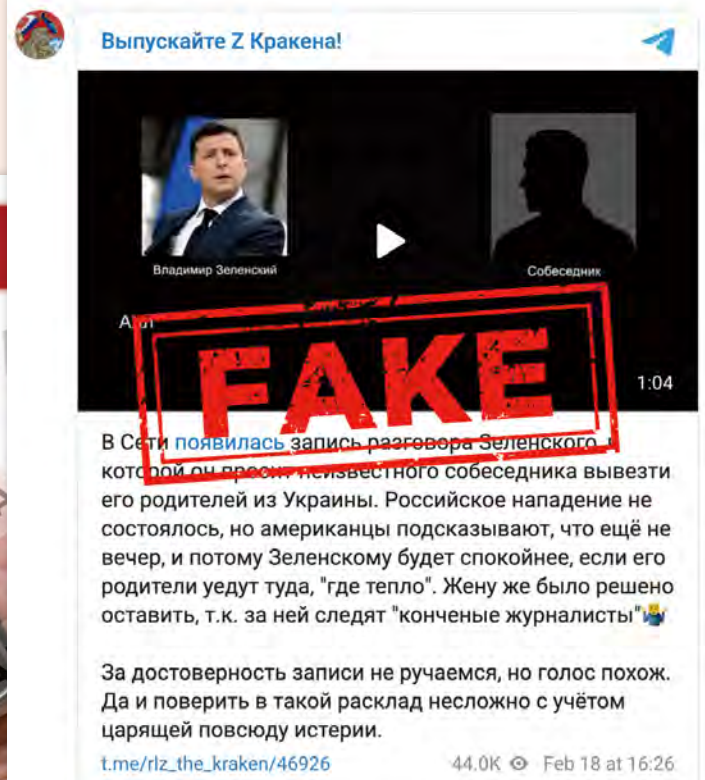 Выпускайте Z Кракена!
Владимир Зеленский
Собеседник
FAKE
1:04
В Сети появилась запись разговора Зеленского, в
которой он просит неизвестного собеседника вывезти
его родителей из Украины. Российское нападение не
состоялось, но американцы подсказывают, что ещё не
вечер, и потому Зеленскому будет спокойнее, если его
родители уедут туда, "где тепло". Жену же было решено
оставить, т.к. за ней следят "конченые журналисты"🤷‍♂️
За достоверность записи не ручаемся, но голос похож.
Да и поверить в такой расклад несложно с учётом
царящей повсюду истерии.
t.me/rlz_the_kraken/46926
44.0K Feb 18 at 16:26